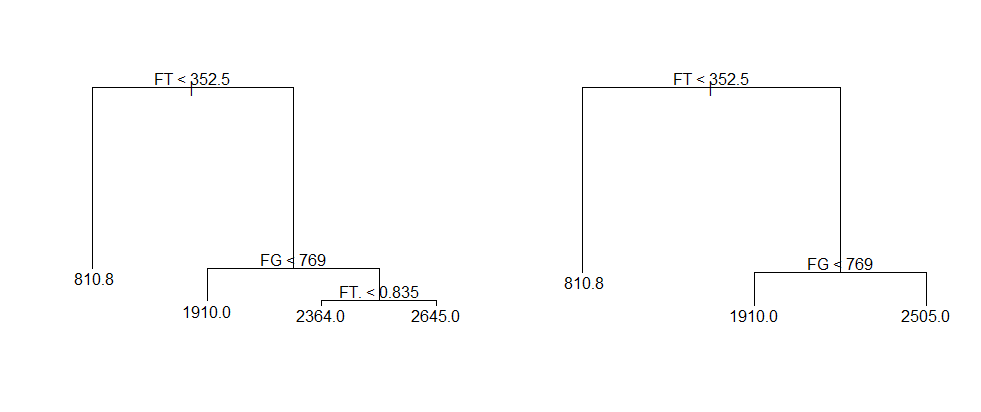 FT < 352.5
810.8
FG < 769
1910.0
FT. < 0.835
2364.0
2645.0
FT < 352.5
810.8
FG < 769
1910.0
2505.0